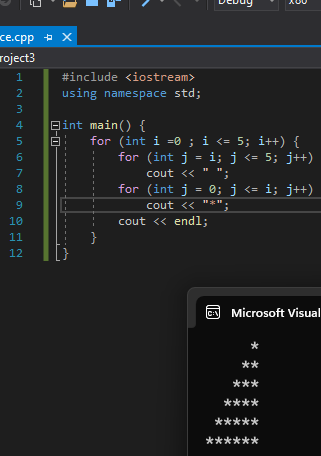 Debug x86
ce.cpp
roject3
1 #include <iostream>
2 using namespace std;
3
4 int main() {
5 for (int i =0 ; i <= 5; i++) {
6 for (int j = i; j <= 5; j++)
7 cout << " ";
8 for (int j = 0; j <= i; j++)
9 cout << "*";
10 cout << endl;
11 }
12 }
Microsoft Visual
*
**
***
****
*****
******